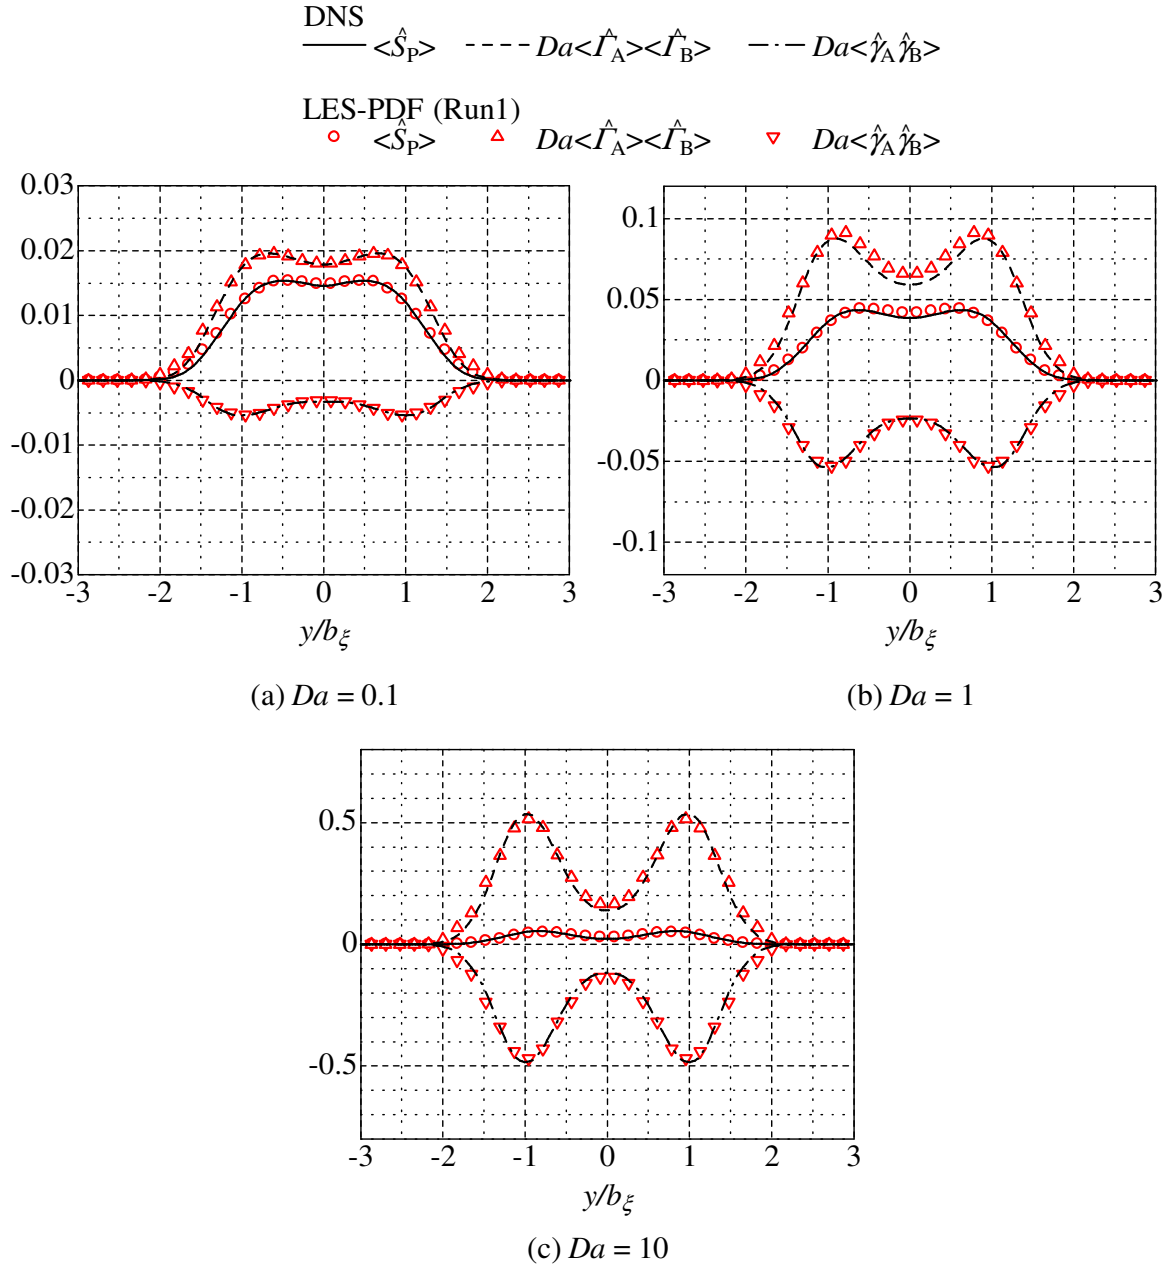 DNS
<Ŝ_P> Da<Γ̂_A><Γ̂_B> Da<γ̂_Aγ̂_B>
LES-PDF (Run1)
<Ŝ_P> Da<Γ̂_A><Γ̂_B> Da<γ̂_Aγ̂_B>
0.03
0.02
0.01
0
-0.01
-0.02
-0.03
-3 -2 -1 0 1 2 3
y/b_ξ
(a) Da = 0.1
0.1
0.05
0
-0.05
-0.1
-3 -2 -1 0 1 2 3
y/b_ξ
(b) Da = 1
0.5
0
-0.5
-3 -2 -1 0 1 2 3
y/b_ξ
(c) Da = 10